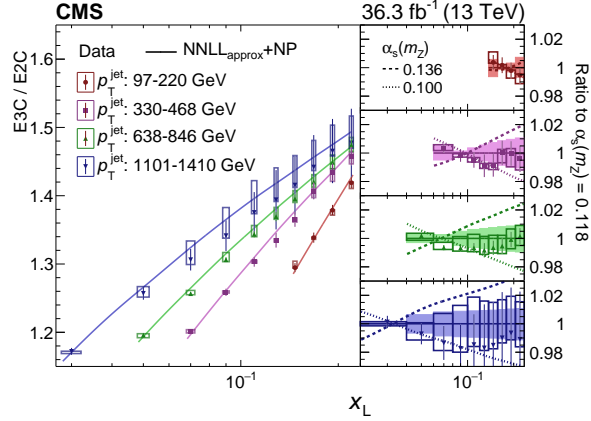 CMS
36.3 fb⁻¹ (13 TeV)
E3C / E2C
1.6
1.5
1.4
1.3
1.2
Data
NNLL_approx+NP
p_T^jet: 97-220 GeV
p_T^jet: 330-468 GeV
p_T^jet: 638-846 GeV
p_T^jet: 1101-1410 GeV
α_s(m_Z)
0.136
0.100
1.02
1
0.98
1.02
1
0.98
1.02
1
0.98
1.02
1
0.98
Ratio to α_s(m_Z) = 0.118
10⁻¹
10⁻¹
x_L